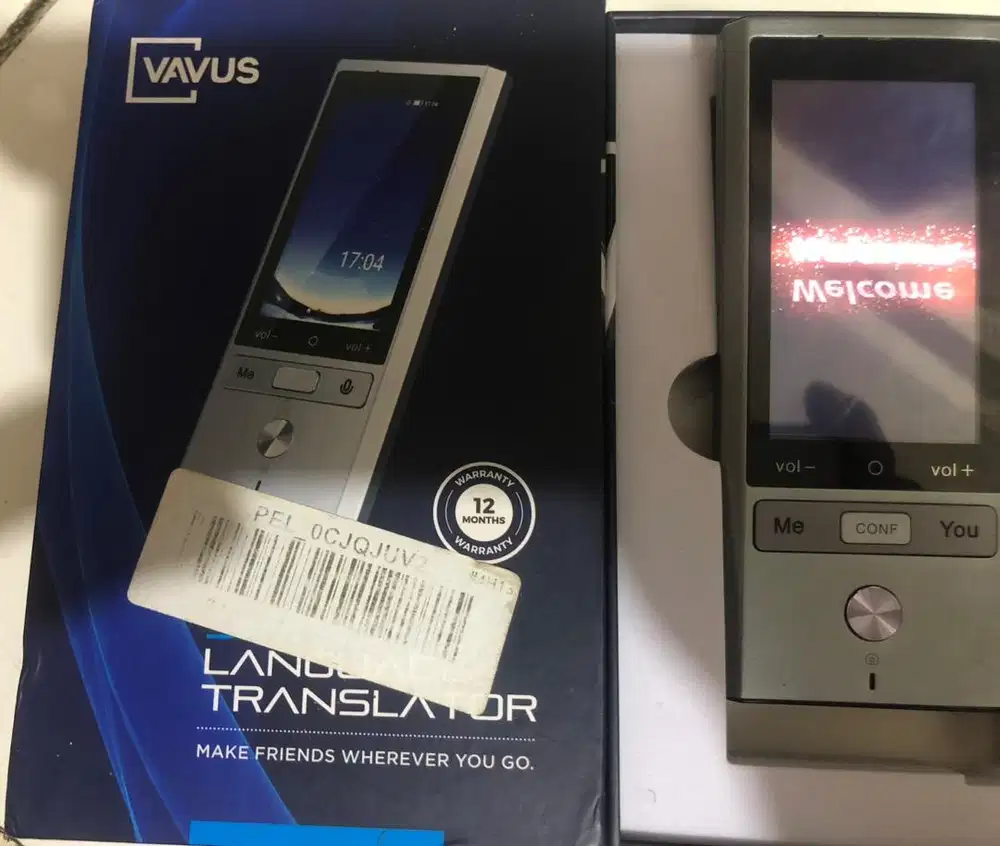 VAVUS
17:04
vol- vol+
Me
WARRANTY
12
MONTHS
WARRANTY
LANGUAGE
TRANSLATOR
MAKE FRIENDS WHEREVER YOU GO.
Welcome
vol- vol+
Me CONF You